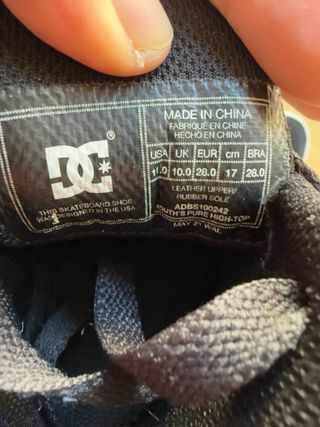 DC
®
THIS SKATEBOARD SHOE
WAS DESIGNED IN THE USA.
MADE IN CHINA
FABRIQUÉ EN CHINE
HECHO EN CHINA
USA UK EUR cm BRA
11.0 10.0 28.0 17 28.0
LEATHER UPPER/
RUBBER SOLE
ADBS100242
YOUTH'S PURE HIGH-TOP
MAY 21 WAL